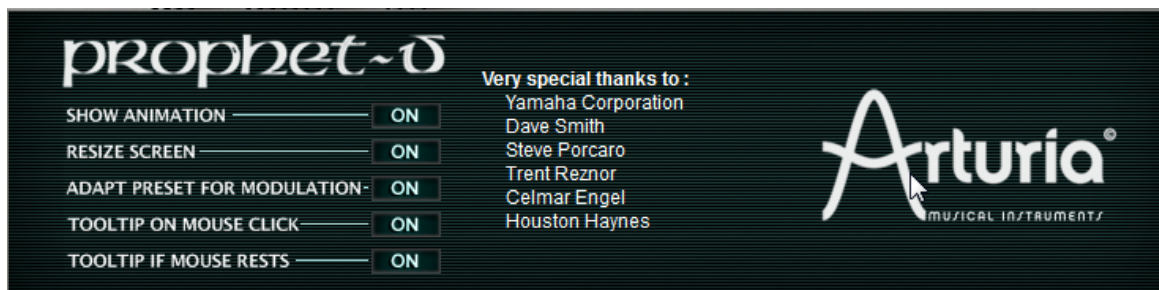 prophet~V
SHOW ANIMATION ON
RESIZE SCREEN ON
ADAPT PRESET FOR MODULATION- ON
TOOLTIP ON MOUSE CLICK ON
TOOLTIP IF MOUSE RESTS ON
Very special thanks to :
Yamaha Corporation
Dave Smith
Steve Porcaro
Trent Reznor
Celmar Engel
Houston Haynes
Arturia©
MUSICAL INSTRUMENTS